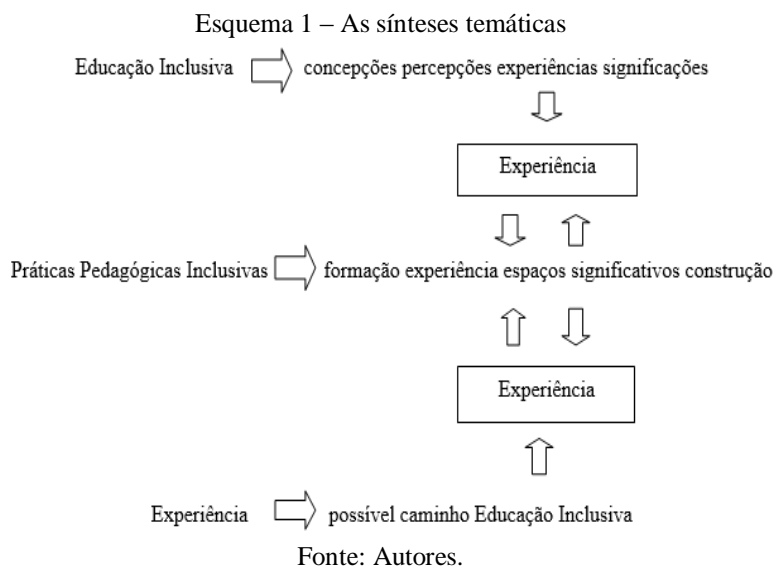 Esquema 1 – As sínteses temáticas
Educação Inclusiva concepções percepções experiências significações
Experiência
Práticas Pedagógicas Inclusivas formação experiência espaços significativos construção
Experiência
Experiência possível caminho Educação Inclusiva
Fonte: Autores.